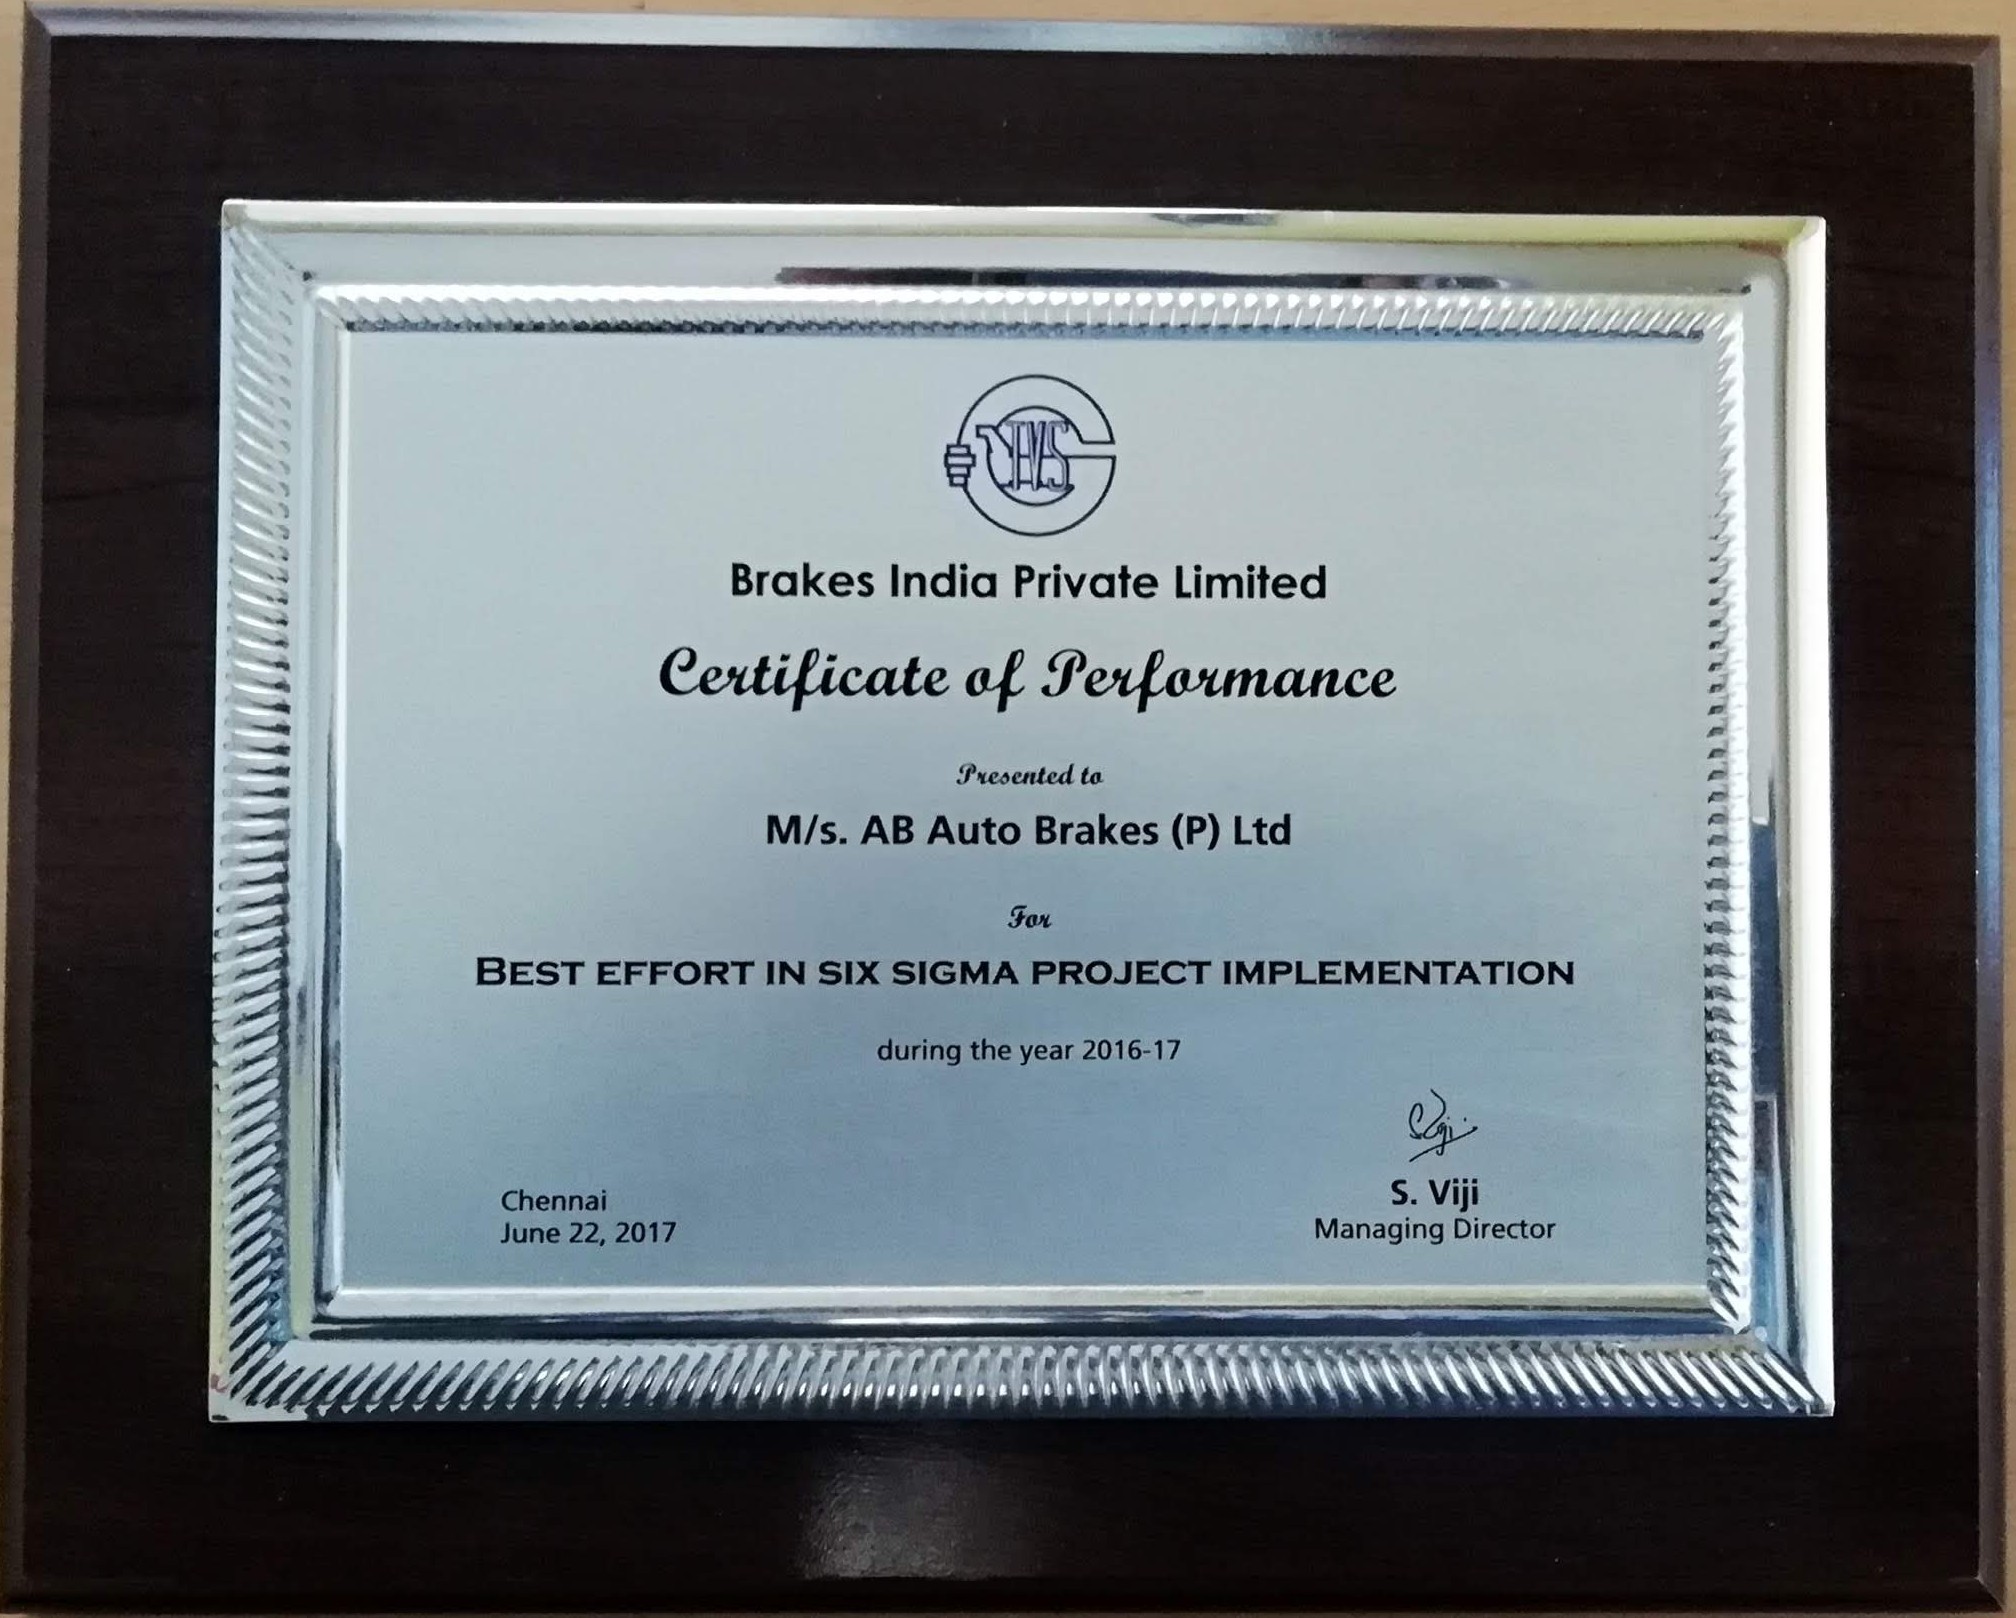 TVS
Brakes India Private Limited
Certificate of Performance
Presented to
M/s. AB Auto Brakes (P) Ltd
For
BEST EFFORT IN SIX SIGMA PROJECT IMPLEMENTATION
during the year 2016-17
Chennai
June 22, 2017
SViji
S. Viji
Managing Director